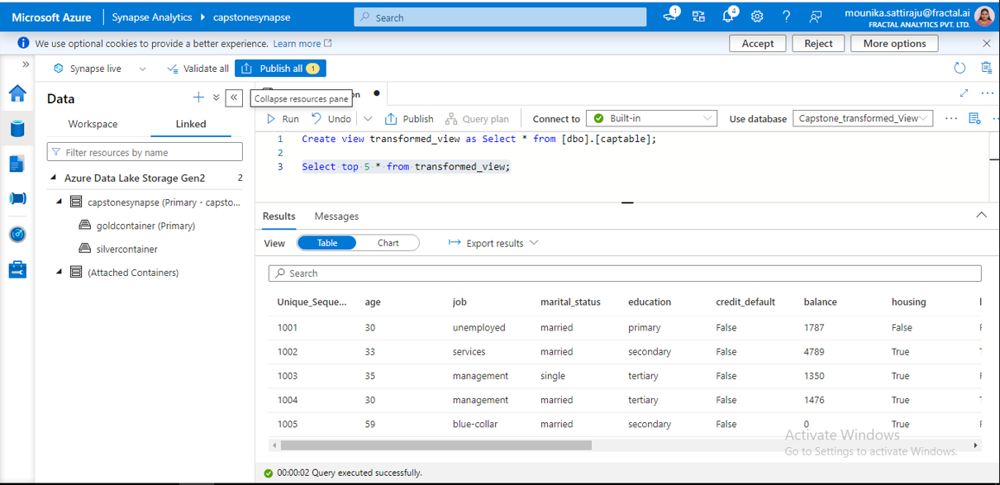 Microsoft Azure Synapse Analytics capstonesynapse Search 1 4 mounika.sattiraju@fractal.ai
FRACTAL ANALYTICS PVT. LTD.
We use optional cookies to provide a better experience. Learn more Accept Reject More options
Synapse live Validate all Publish all 1
Data
Collapse resources pane
Workspace Linked
Run Undo Publish Query plan Connect to Built-in Use database Capstone_transformed_View
Filter resources by name
Azure Data Lake Storage Gen2 2
capstonesynapse (Primary - capsto...
goldcontainer (Primary)
silvercontainer
(Attached Containers)
1 Create view transformed_view as Select * from [dbo].[captable];
2
3 Select top 5 * from transformed_view;
Results Messages
View Table Chart Export results
Search
Unique_Seque... age job marital_status education credit_default balance housing
1001 30 unemployed married primary False 1787 False
1002 33 services married secondary False 4789 True
1003 35 management single tertiary False 1350 True
1004 30 management married tertiary False 1476 True
1005 59 blue-collar married secondary False 0 True
Activate Windows
Go to Settings to activate Windows.
00:00:02 Query executed successfully.